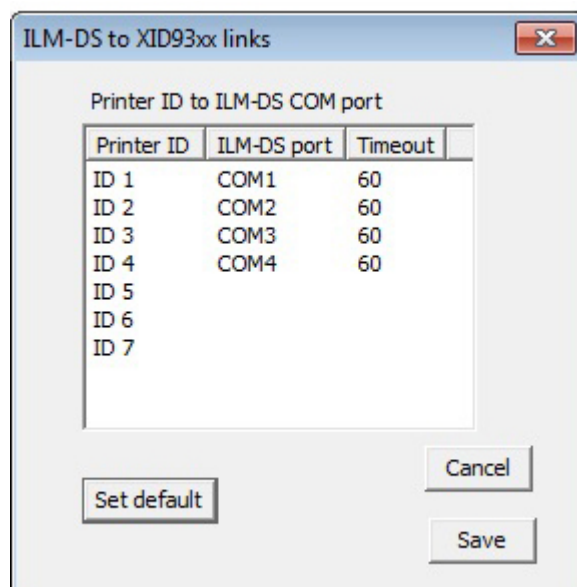 ILM-DS to XID93xx links
Printer ID to ILM-DS COM port
Printer ID ILM-DS port Timeout
ID 1 COM1 60
ID 2 COM2 60
ID 3 COM3 60
ID 4 COM4 60
ID 5
ID 6
ID 7
Cancel
Set default
Save